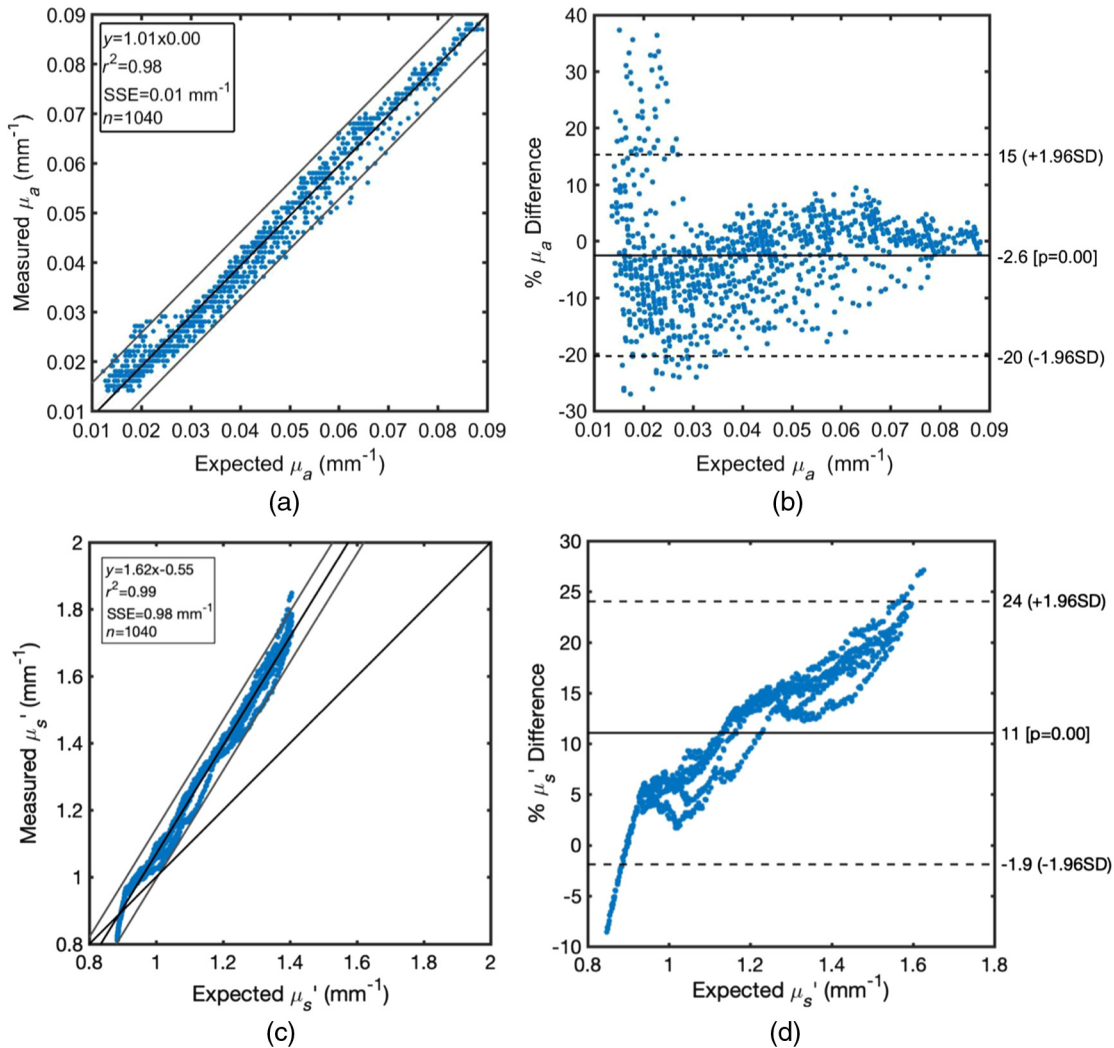 0.09
0.08
0.07
0.06
0.05
0.04
0.03
0.02
0.01
Measured μa (mm-1)
y=1.01x0.00
r2=0.98
SSE=0.01 mm-1
n=1040
0.01 0.02 0.03 0.04 0.05 0.06 0.07 0.08 0.09
Expected μa (mm-1)
(a)
40
30
20
10
0
-10
-20
-30
% μa Difference
15 (+1.96SD)
-2.6 [p=0.00]
-20 (-1.96SD)
0.01 0.02 0.03 0.04 0.05 0.06 0.07 0.08 0.09
Expected μa (mm-1)
(b)
2
1.8
1.6
1.4
1.2
1
0.8
Measured μs' (mm-1)
y=1.62x-0.55
r2=0.99
SSE=0.98 mm-1
n=1040
0.8 1 1.2 1.4 1.6 1.8 2
Expected μs' (mm-1)
(c)
30
25
20
15
10
5
0
-5
-10
% μs' Difference
24 (+1.96SD)
11 [p=0.00]
-1.9 (-1.96SD)
0.8 1 1.2 1.4 1.6 1.8
Expected μs' (mm-1)
(d)